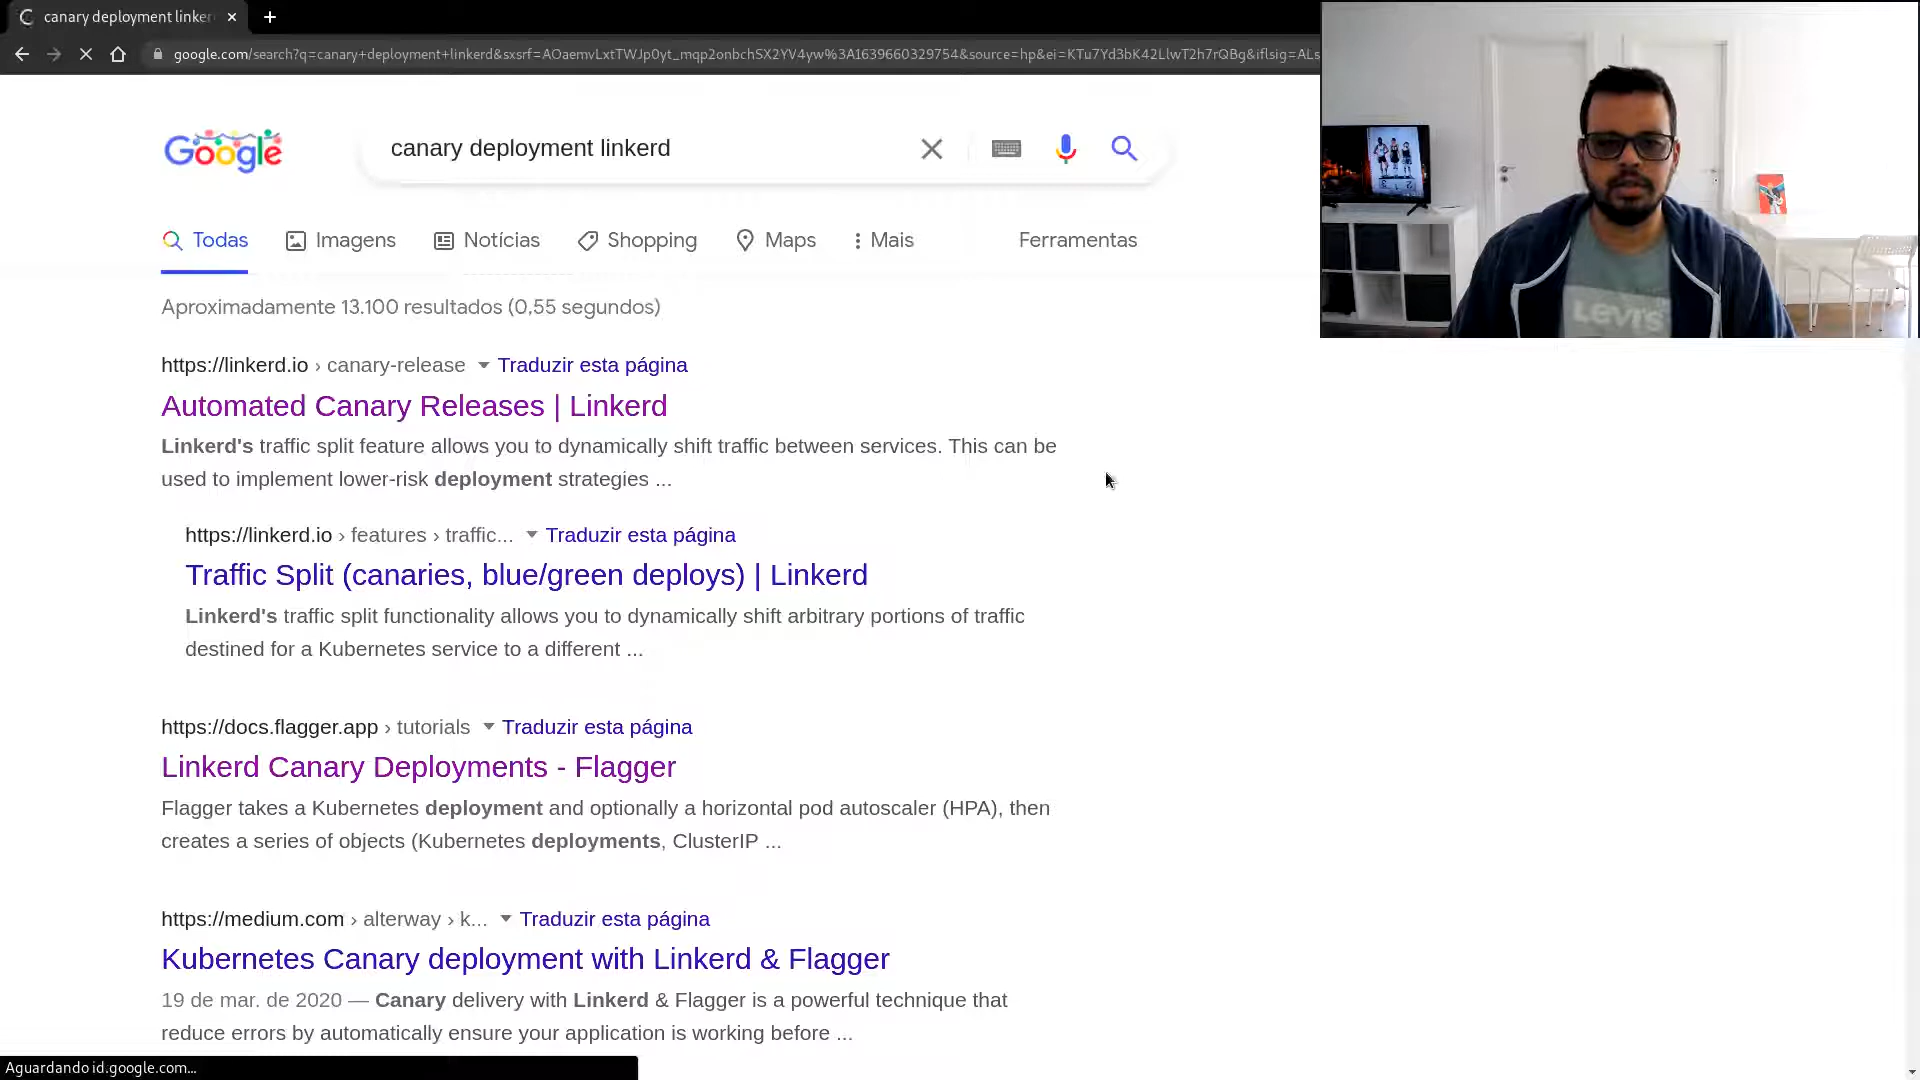 canary deployment linker
google.com/search?q=canary+deployment+linkerd&sxsrf=AOaemvLxtTWJp0yt_mqp2onbchSX2YV4yw%3A1639660329754&source=hp&ei=KTu7Yd3bK42LlwT2h7rQBg&iflsig=ALs
Google
canary deployment linkerd
Todas Imagens Notícias Shopping Maps Mais Ferramentas
Aproximadamente 13.100 resultados (0,55 segundos)
https://linkerd.io › canary-release Traduzir esta página
Automated Canary Releases | Linkerd
Linkerd's traffic split feature allows you to dynamically shift traffic between services. This can be
used to implement lower-risk deployment strategies ...
https://linkerd.io › features › traffic... Traduzir esta página
Traffic Split (canaries, blue/green deploys) | Linkerd
Linkerd's traffic split functionality allows you to dynamically shift arbitrary portions of traffic
destined for a Kubernetes service to a different ...
https://docs.flagger.app › tutorials Traduzir esta página
Linkerd Canary Deployments - Flagger
Flagger takes a Kubernetes deployment and optionally a horizontal pod autoscaler (HPA), then
creates a series of objects (Kubernetes deployments, ClusterIP ...
https://medium.com › alterway › k... Traduzir esta página
Kubernetes Canary deployment with Linkerd & Flagger
19 de mar. de 2020 — Canary delivery with Linkerd & Flagger is a powerful technique that
reduce errors by automatically ensure your application is working before ...
Aguardando id.google.com...
Levi's